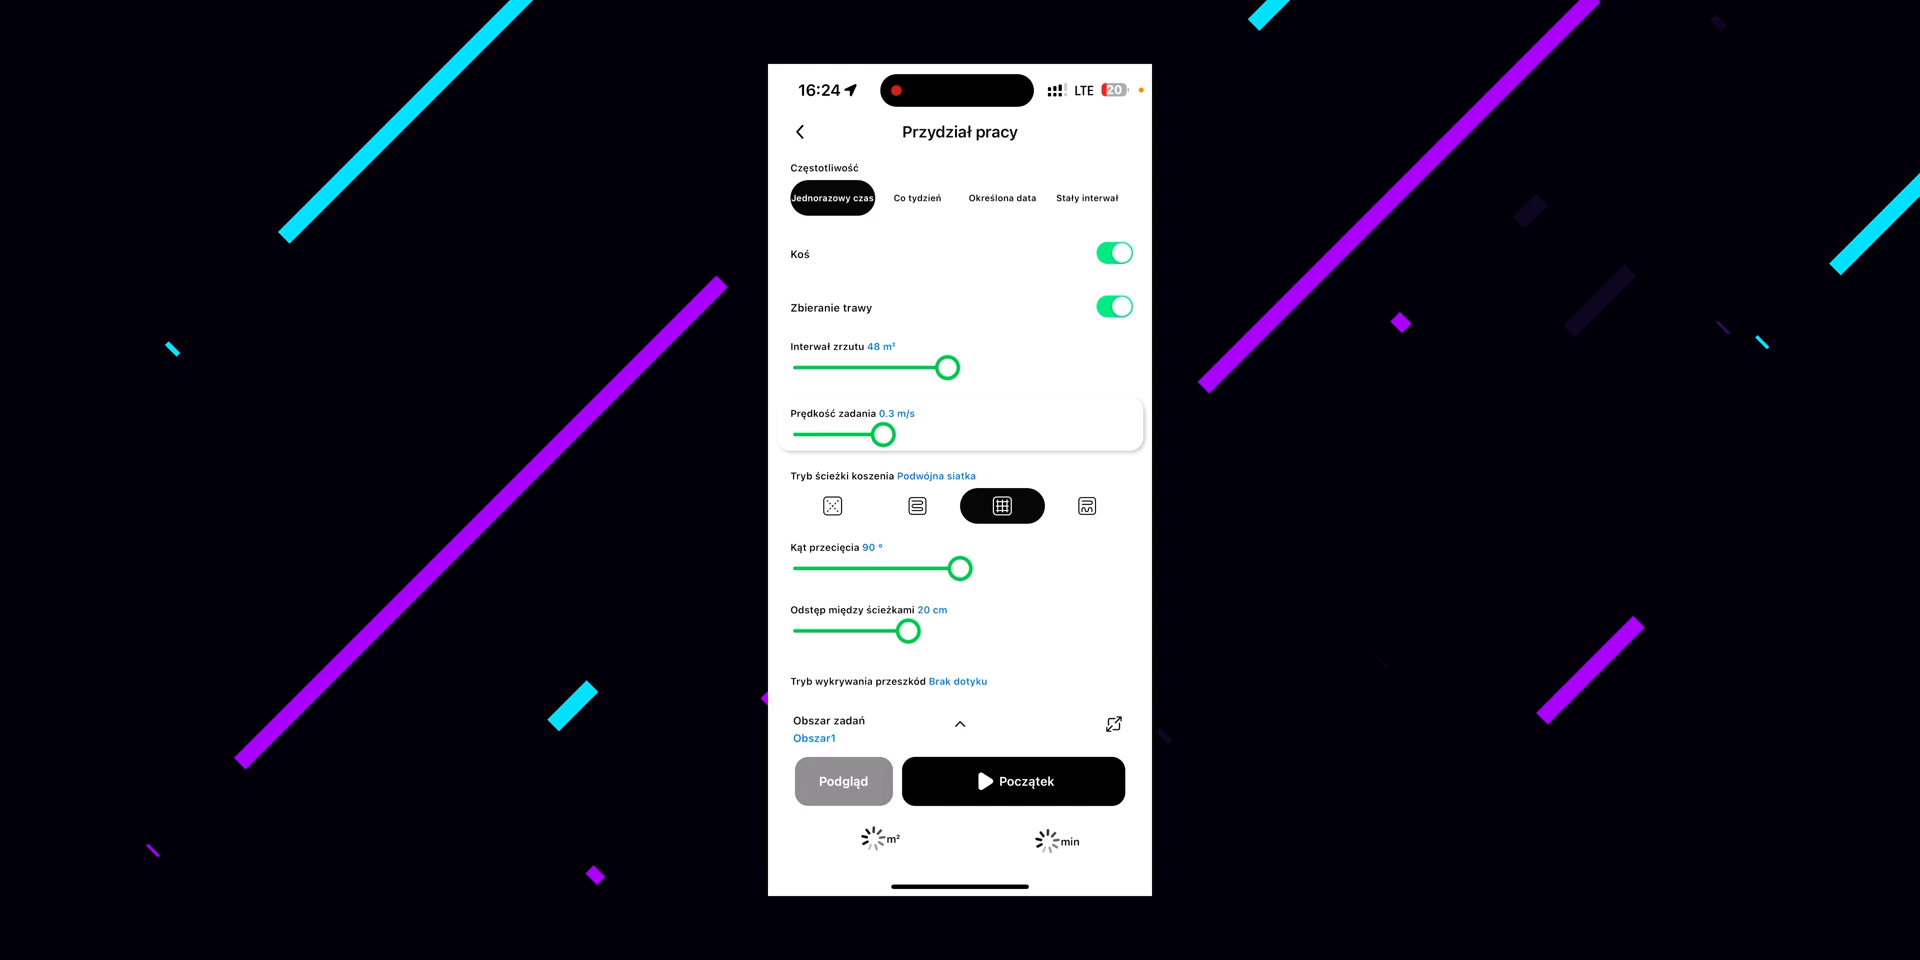 16:24 LTE 20
Przydział pracy
Częstotliwość
Jednorazowy czas Co tydzień Określona data Stały interwał
Koś
Zbieranie trawy
Interwał zrzutu 48 m²
Prędkość zadania 0.3 m/s
Tryb ścieżki koszenia Podwójna siatka
Kąt przecięcia 90 °
Odstęp między ścieżkami 20 cm
Tryb wykrywania przeszkód Brak dotyku
Obszar zadań
Obszar1
Podgląd Początek
m² min